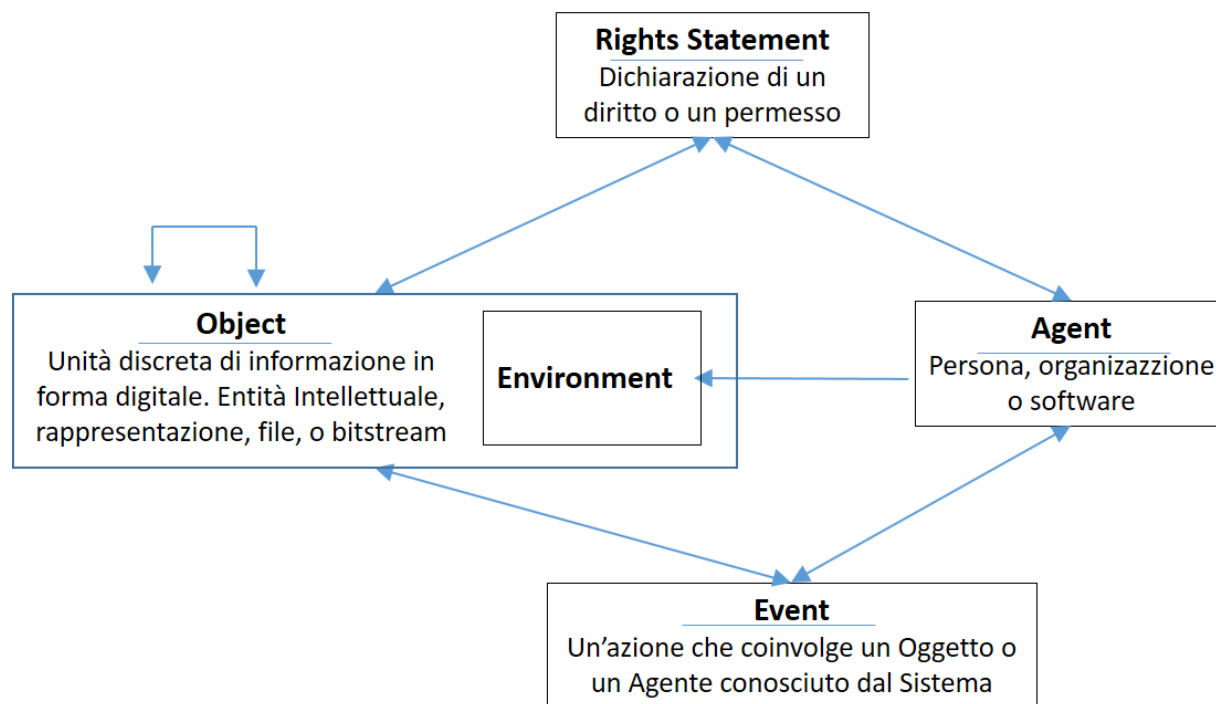 Rights Statement
Dichiarazione di un
diritto o un permesso
Object
Unità discreta di informazione in
forma digitale. Entità Intellettuale,
rappresentazione, file, o bitstream
Environment
Agent
Persona, organizazzione
o software
Event
Un’azione che coinvolge un Oggetto o
un Agente conosciuto dal Sistema